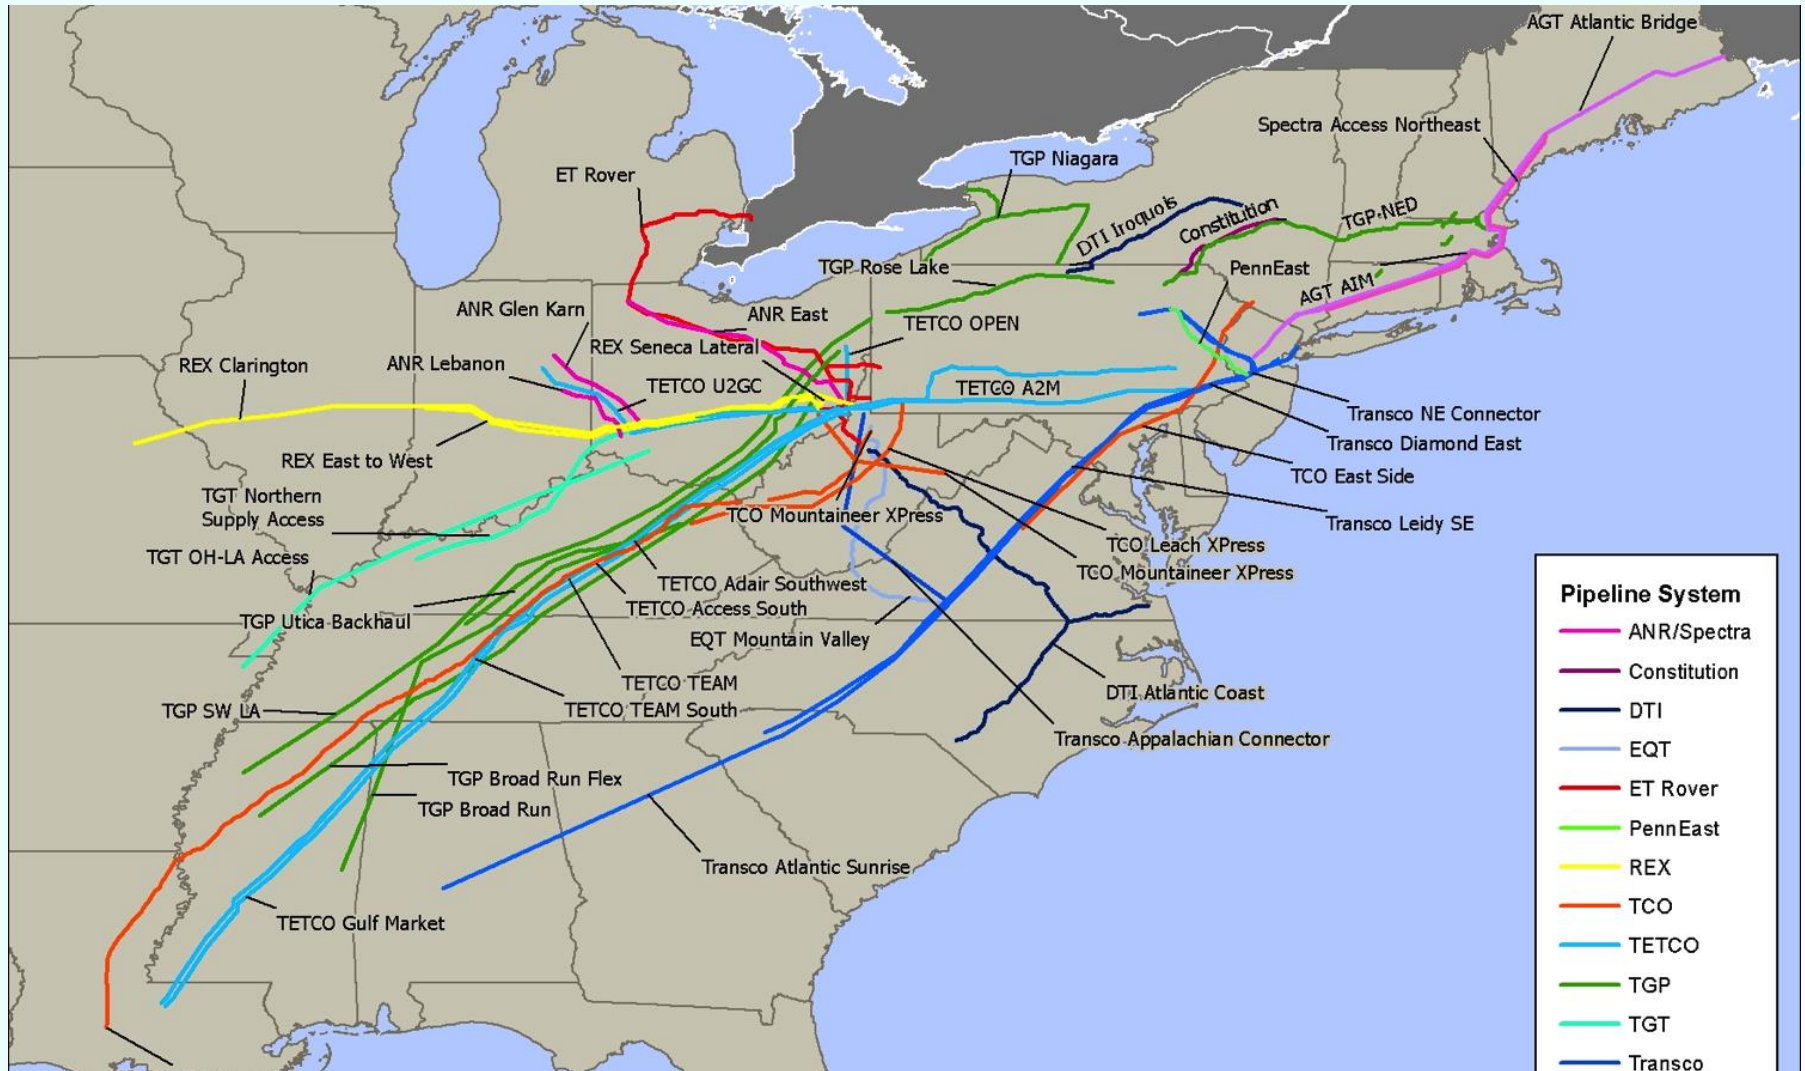 AGT Atlantic Bridge
Spectra Access Northeast
TGP Niagara
ET Rover
DTI Iroquois
Constitution
TGP-NED
TGP Rose Lake
PennEast
AGT AIM
ANR Glen Karn
ANR East
TETCO OPEN
REX Seneca Lateral
REX Clarington
ANR Lebanon
TETCO U2GC
TETCO A2M
Transco NE Connector
Transco Diamond East
REX East to West
TCO East Side
TGT Northern
Supply Access
TCO Mountaineer XPress
Transco Leidy SE
TCO Leach XPress
TGT OH-LA Access
TCO Mountaineer XPress
TETCO Adair Southwest
TETCO Access South
TGP Utica Backhaul
EQT Mountain Valley
TETCO TEAM
DTI Atlantic Coast
TGP SW LA
TETCO TEAM South
Transco Appalachian Connector
TGP Broad Run Flex
TGP Broad Run
Transco Atlantic Sunrise
TETCO Gulf Market
Pipeline System
ANR/Spectra
Constitution
DTI
EQT
ET Rover
PennEast
REX
TCO
TETCO
TGP
TGT
Transco